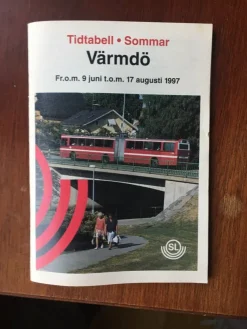 Tidtabell • Sommar
Värmdö
Fr.o.m. 9 juni t.o.m. 17 augusti 1997
SL